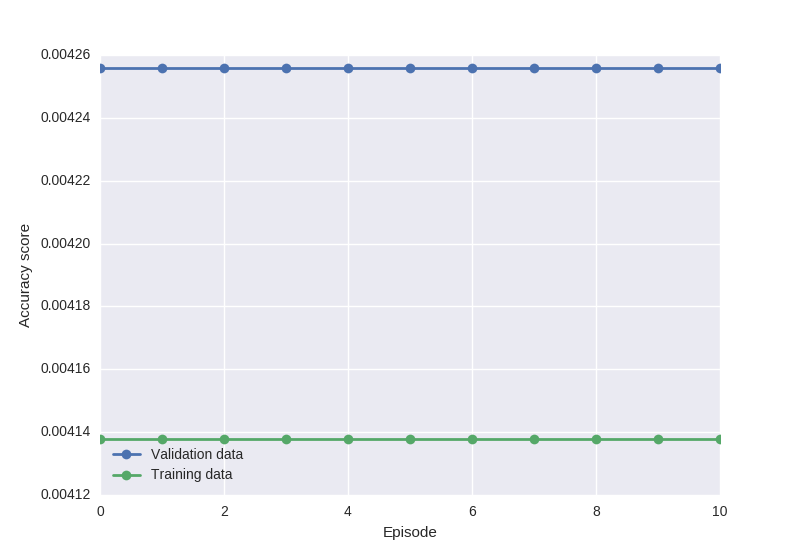 0.00426
0.00424
0.00422
0.00420
0.00418
0.00416
0.00414
0.00412
Accuracy score
Validation data
Training data
0 2 4 6 8 10
Episode